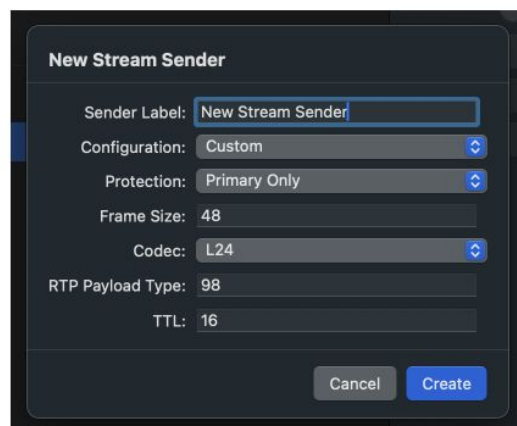 New Stream Sender
Sender Label: New Stream Sender
Configuration: Custom
Protection: Primary Only
Frame Size: 48
Codec: L24
RTP Payload Type: 98
TTL: 16
Cancel Create